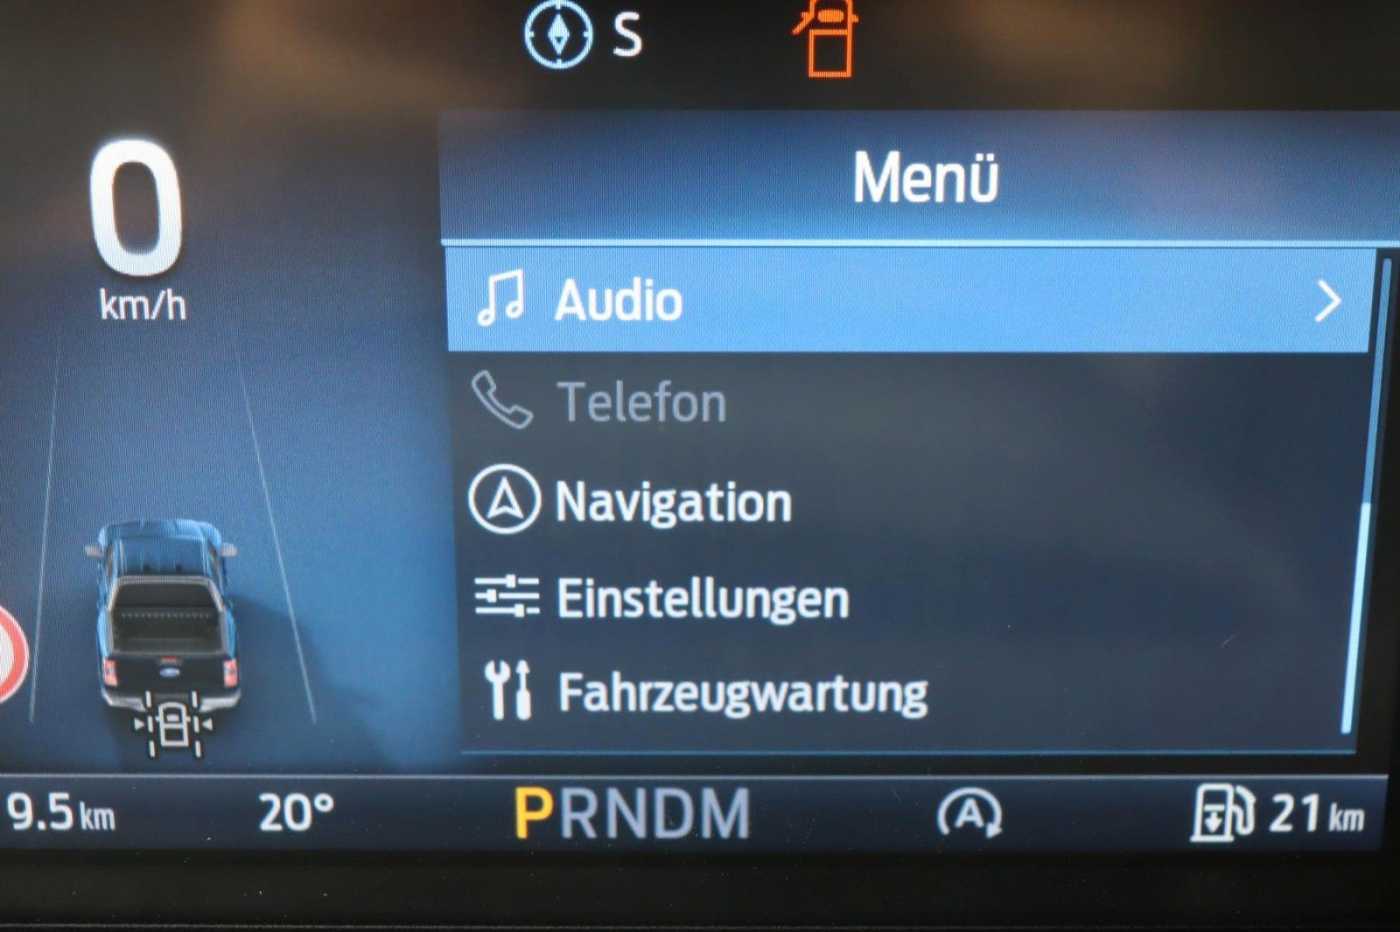 S
0
km/h
Menü
Audio
Telefon
Navigation
Einstellungen
Fahrzeugwartung
9.5 km 20° PRNDM A 21 km